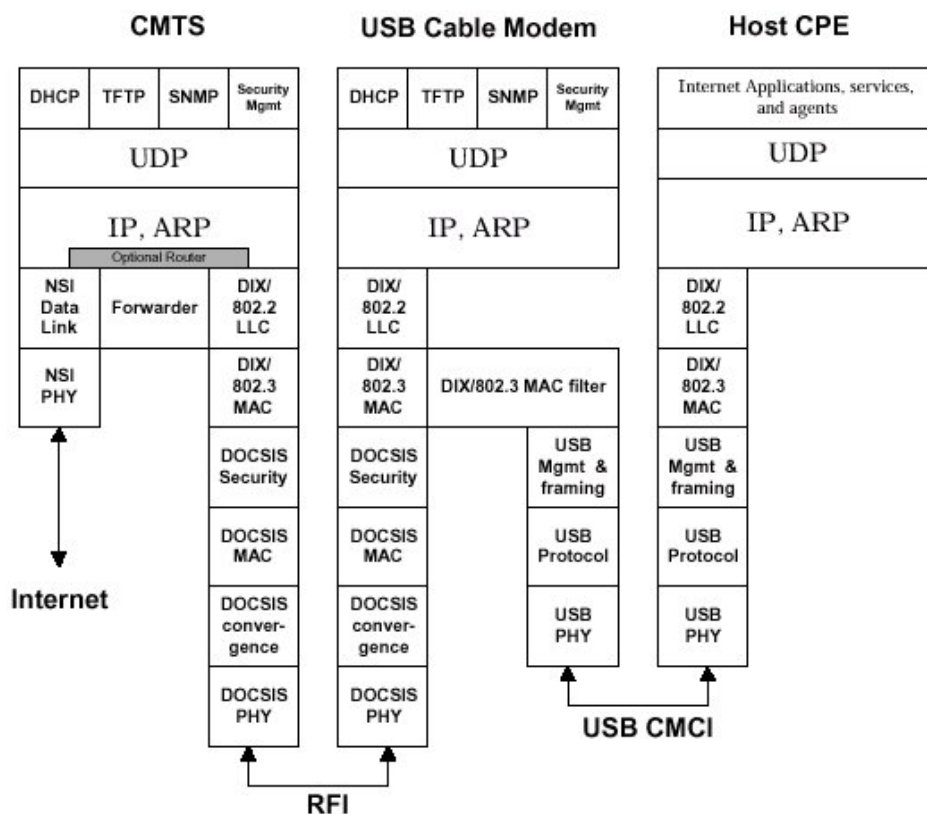 CMTS
USB Cable Modem
Host CPE
DHCP
TFTP
SNMP
Security
Mgmt
DHCP
TFTP
SNMP
Security
Mgmt
Internet Applications, services,
and agents
UDP
UDP
UDP
IP, ARP
Optional Router
IP, ARP
IP, ARP
NSI
Data
Link
Forwarder
DIX/
802.2
LLC
DIX/
802.2
LLC
DIX/
802.2
LLC
NSI
PHY
DIX/
802.3
MAC
DIX/
802.3
MAC
DIX/802.3 MAC filter
DIX/
802.3
MAC
DOCSIS
Security
DOCSIS
Security
USB
Mgmt &
framing
USB
Mgmt &
framing
DOCSIS
MAC
DOCSIS
MAC
USB
Protocol
USB
Protocol
Internet
DOCSIS
conver-
gence
DOCSIS
conver-
gence
USB
PHY
USB
PHY
DOCSIS
PHY
DOCSIS
PHY
USB CMCI
RFI